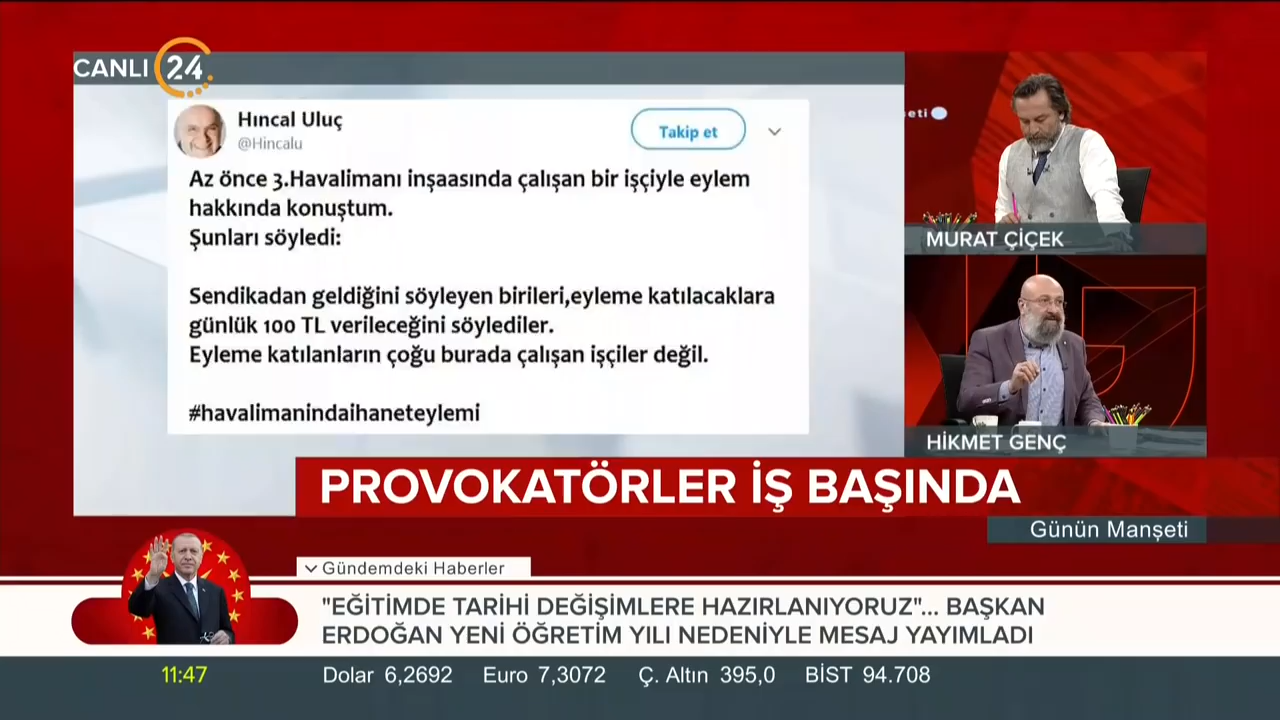 CANLI 24
Hıncal Uluç
@Hincalu
Takip et
Az önce 3.Havalimanı inşaasında çalışan bir işçiyle eylem
hakkında konuştum.
Şunları söyledi:
Sendikadan geldiğini söyleyen birileri,eyleme katılacaklara
günlük 100 TL verileceğini söylediler.
Eyleme katılanların çoğu burada çalışan işçiler değil.
#havalimanindaihaneteylemi
eti
MURAT ÇİÇEK
HİKMET GENÇ
PROVOKATÖRLER İŞ BAŞINDA
Günün Manşeti
Gündemdeki Haberler
"EĞİTİMDE TARİHİ DEĞİŞİMLERE HAZIRLANIYORUZ"... BAŞKAN
ERDOĞAN YENİ ÖĞRETİM YILI NEDENİYLE MESAJ YAYIMLADI
11:47 Dolar 6,2692 Euro 7,3072 Ç. Altın 395,0 BİST 94.708